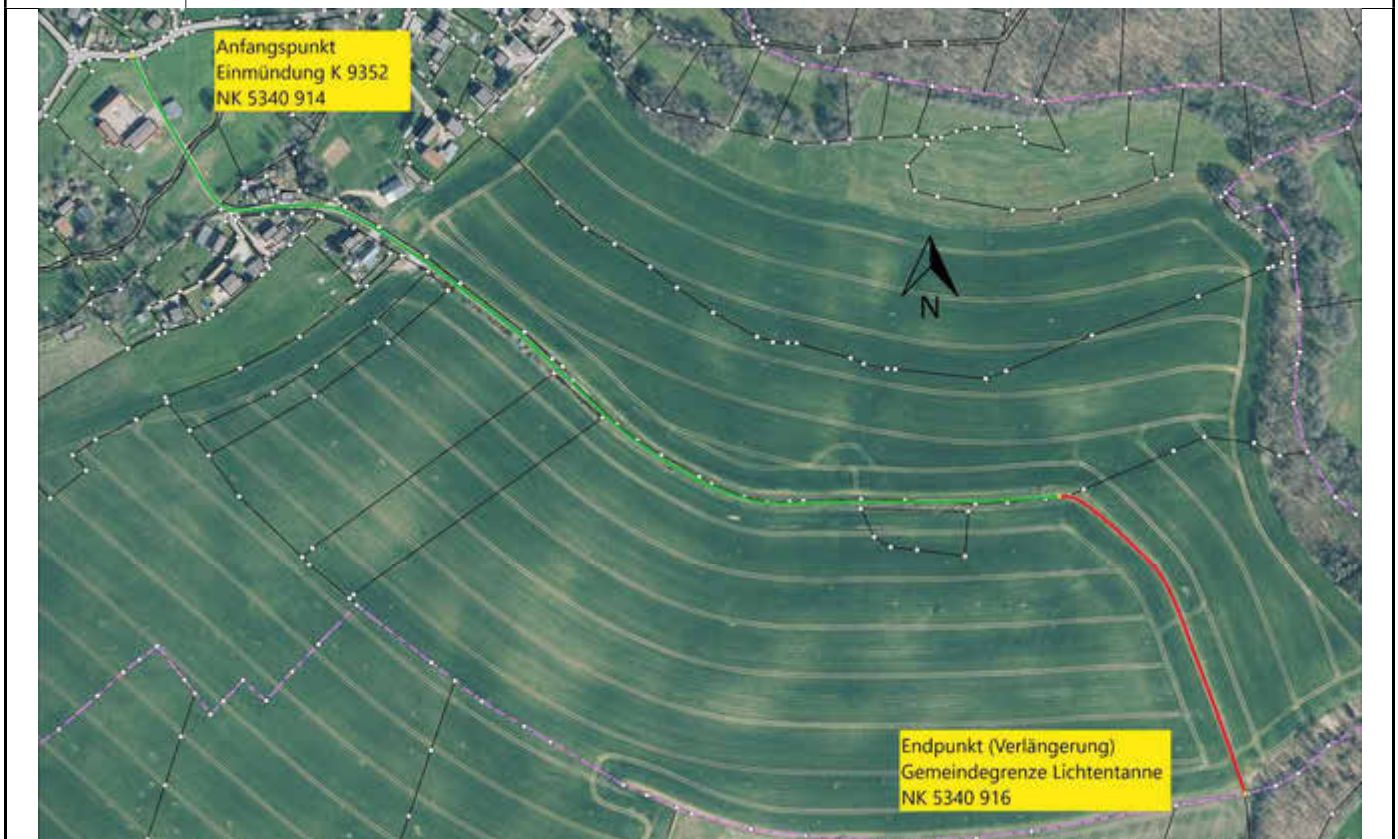 Anfangspunkt
Einmündung K 9352
NK 5340 914
N
Endpunkt (Verlängerung)
Gemeindegrenze Lichtentanne
NK 5340 916